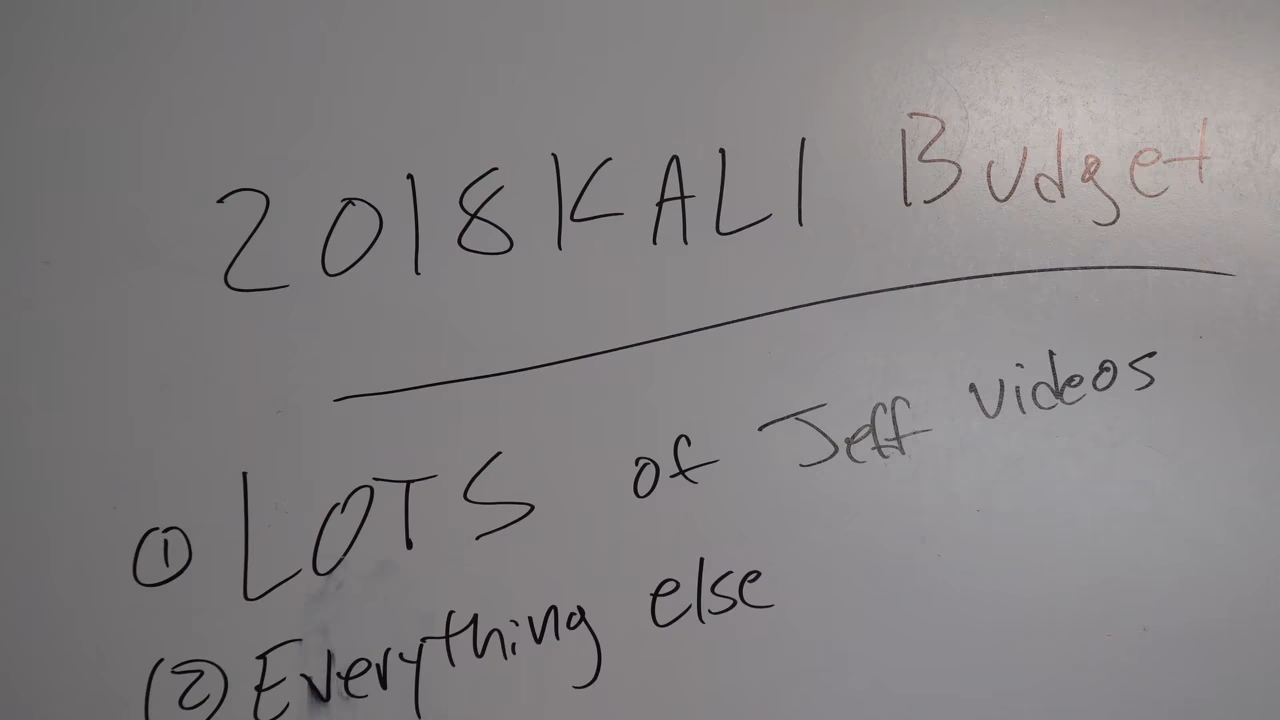 2018 KALI Budget
① LOTS of Jeff videos
(2) Everything else